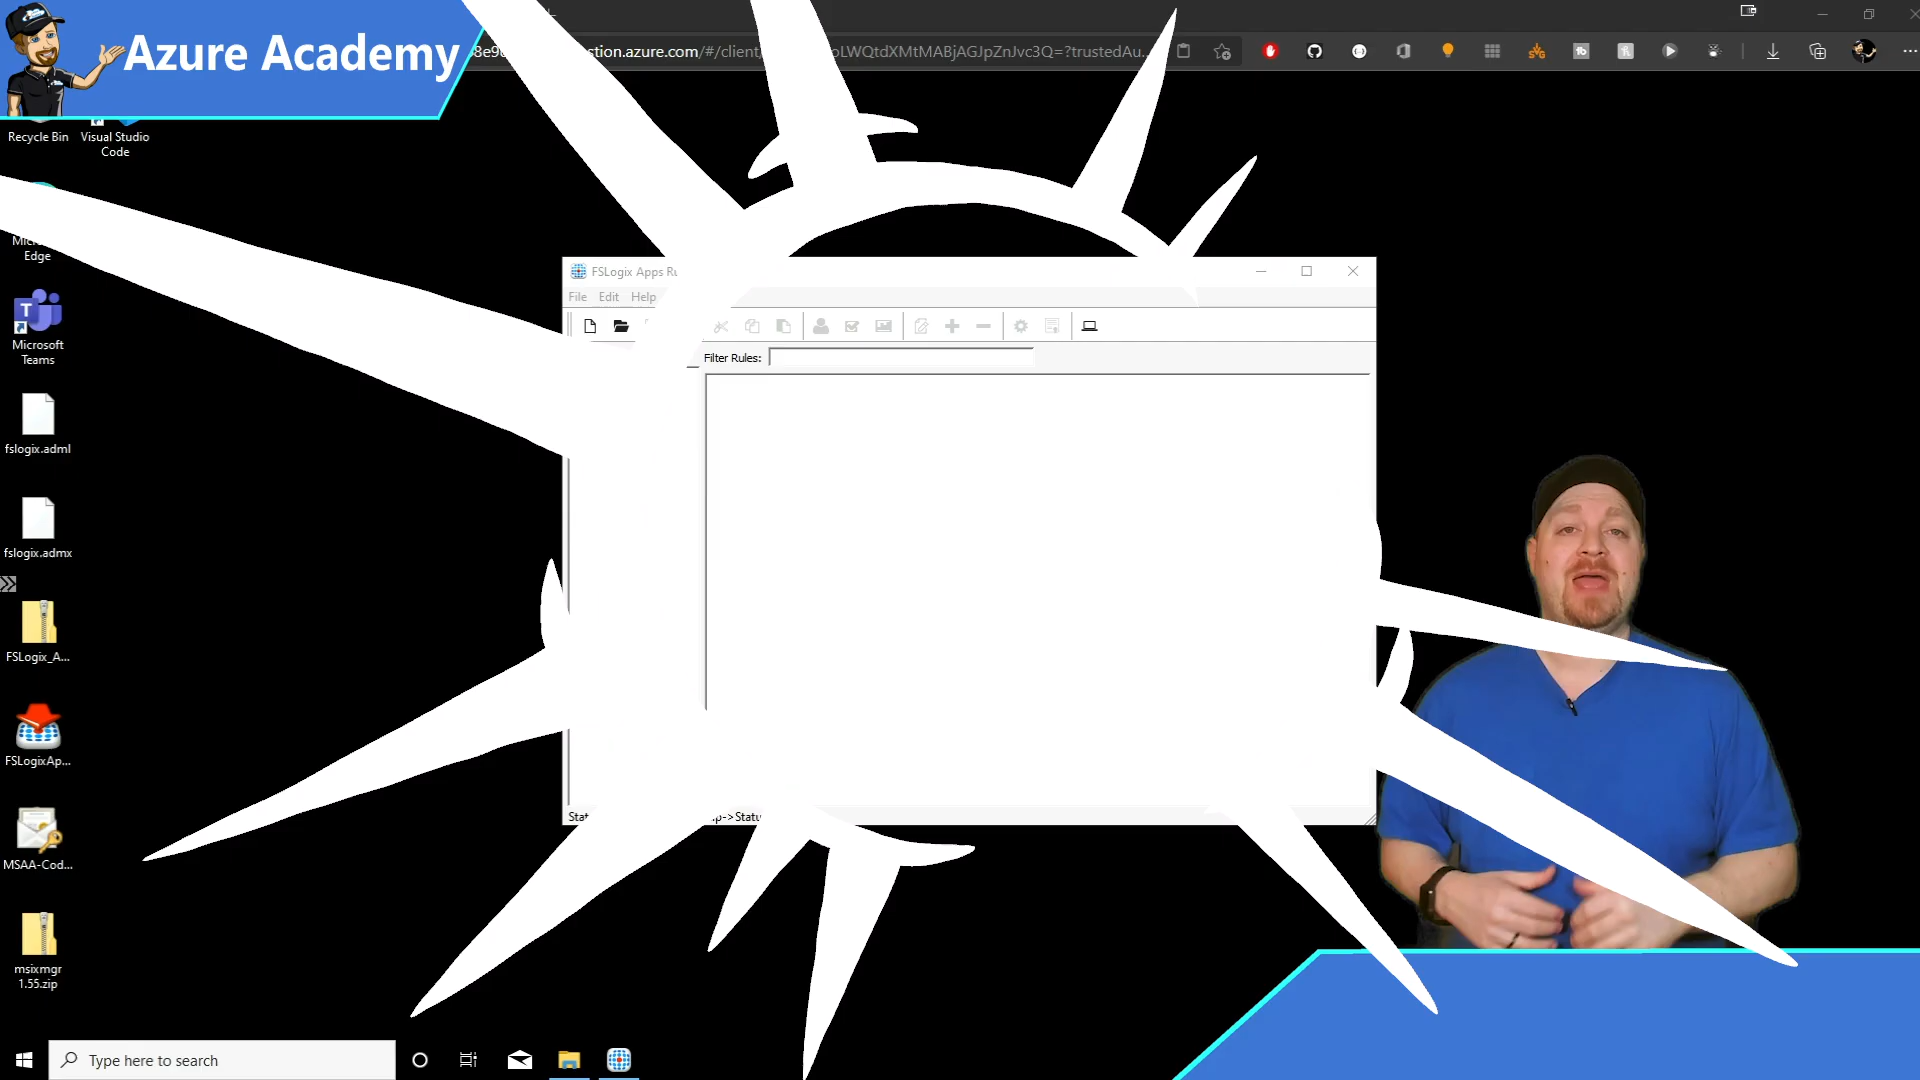 Azure Academy
estion.azure.com/#/client
oLWQtdXMtMABjAGJpZnJvc3Q=?trustedAu...
Recycle Bin
Visual Studio
Code
Edge
Microsoft
Teams
fslogix.adml
fslogix.admx
FSLogix_A...
FSLogixAp...
MSAA-Cod...
msixmgr
1.55.zip
FSLogix Apps Ru
File Edit Help
Filter Rules:
Type here to search